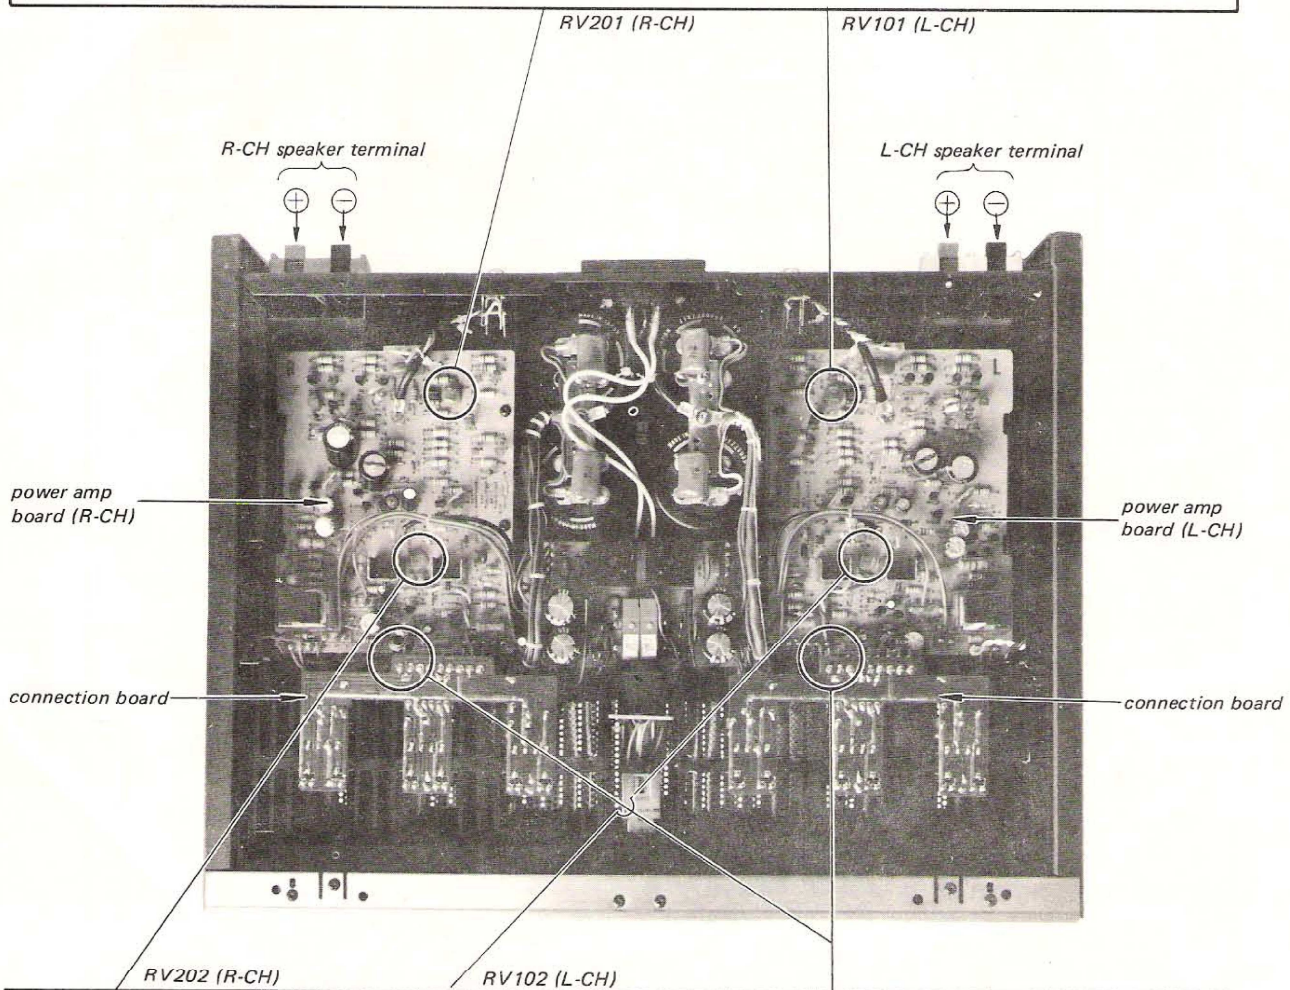 RV201 (R-CH)
RV101 (L-CH)
R-CH speaker terminal
L-CH speaker terminal
+ −
+ −
L
power amp
board (R-CH)
power amp
board (L-CH)
connection board
connection board
RV202 (R-CH)
RV102 (L-CH)